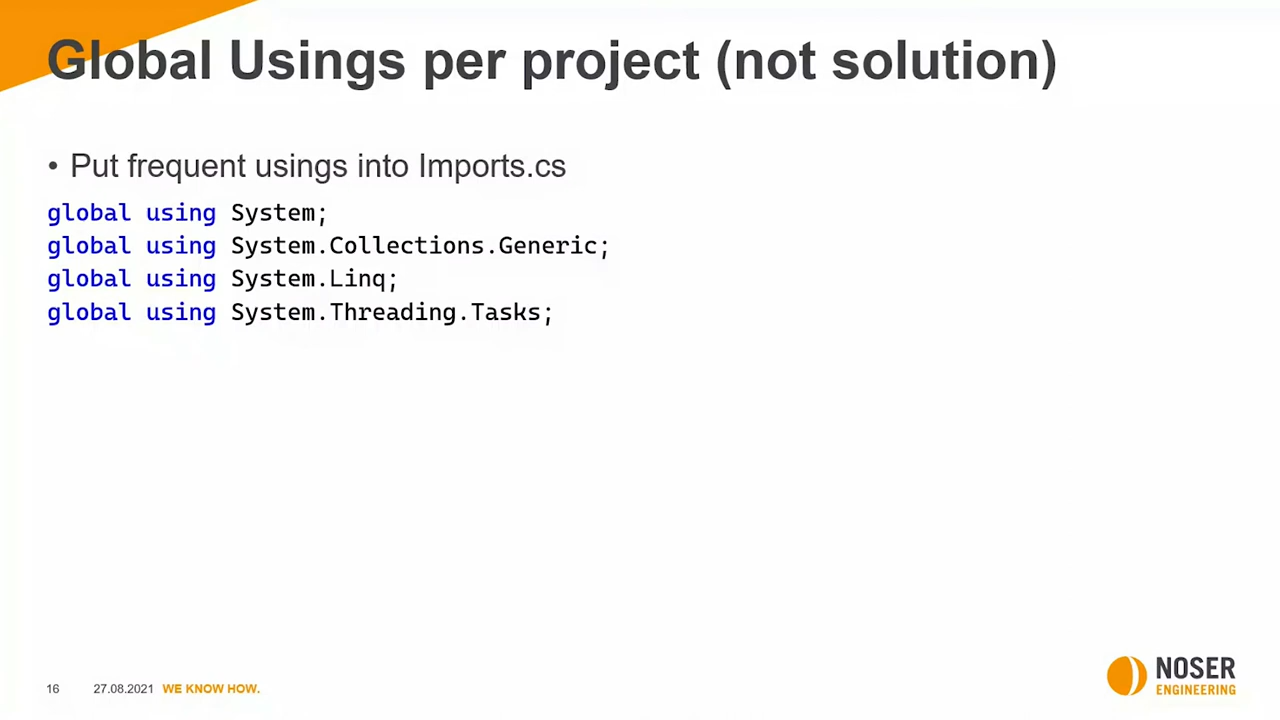 Global Usings per project (not solution)
• Put frequent usings into Imports.cs
global using System;
global using System.Collections.Generic;
global using System.Linq;
global using System.Threading.Tasks;
16 27.08.2021 WE KNOW HOW.
NOSER
ENGINEERING